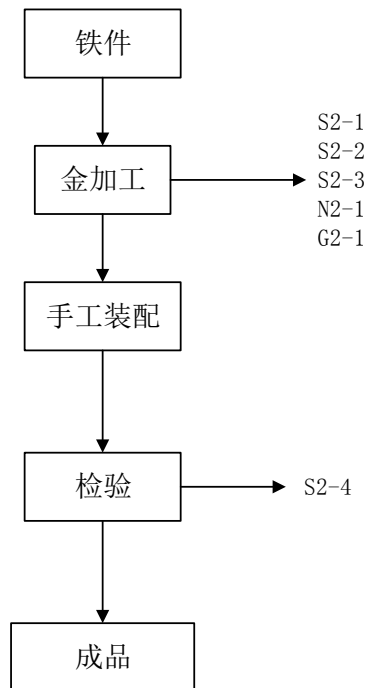 铁件
S2-1
S2-2
金加工
S2-3
N2-1
G2-1
手工装配
检验
S2-4
成品